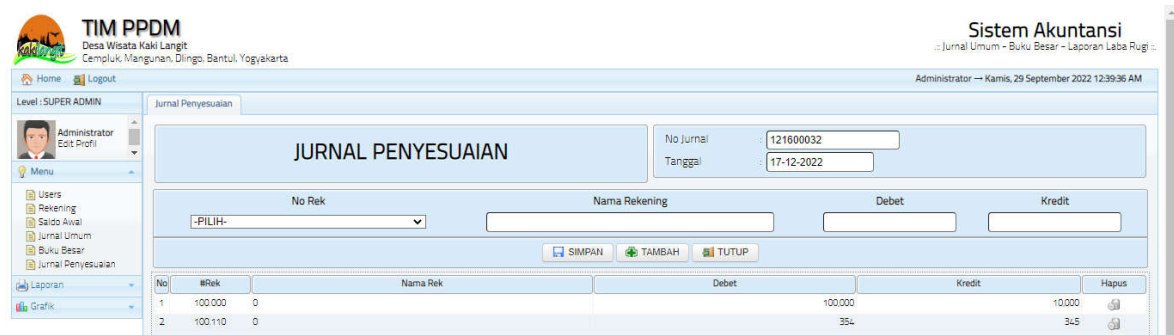 kakilangit
TIM PPDM
Desa Wisata Kaki Langit
Cempluk, Mangunan, Dlingo, Bantul, Yogyakarta
Sistem Akuntansi
.: Jurnal Umum - Buku Besar - Laporan Laba Rugi :.
Home Logout
Administrator → Kamis, 29 September 2022 12:39:36 AM
Level : SUPER ADMIN
Jurnal Penyesuaian
Administrator
Edit Profil
Menu
Users
Rekening
Saldo Awal
Jurnal Umum
Buku Besar
Jurnal Penyesuaian
Laporan
Grafik
JURNAL PENYESUAIAN
No Jurnal : 121600032
Tanggal : 17-12-2022
No Rek Nama Rekening Debet Kredit
-PILIH-
SIMPAN TAMBAH TUTUP
No #Rek Nama Rek Debet Kredit Hapus
1 100.000 0 100,000 10,000
2 100.110 0 354 345